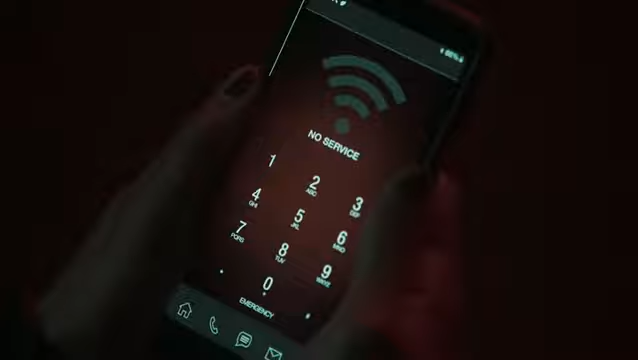 NO SERVICE
1 2 ABC 3 DEF
4 GHI 5 JKL 6 MNO
7 PQRS 8 TUV 9 WXYZ
0
EMERGENCY